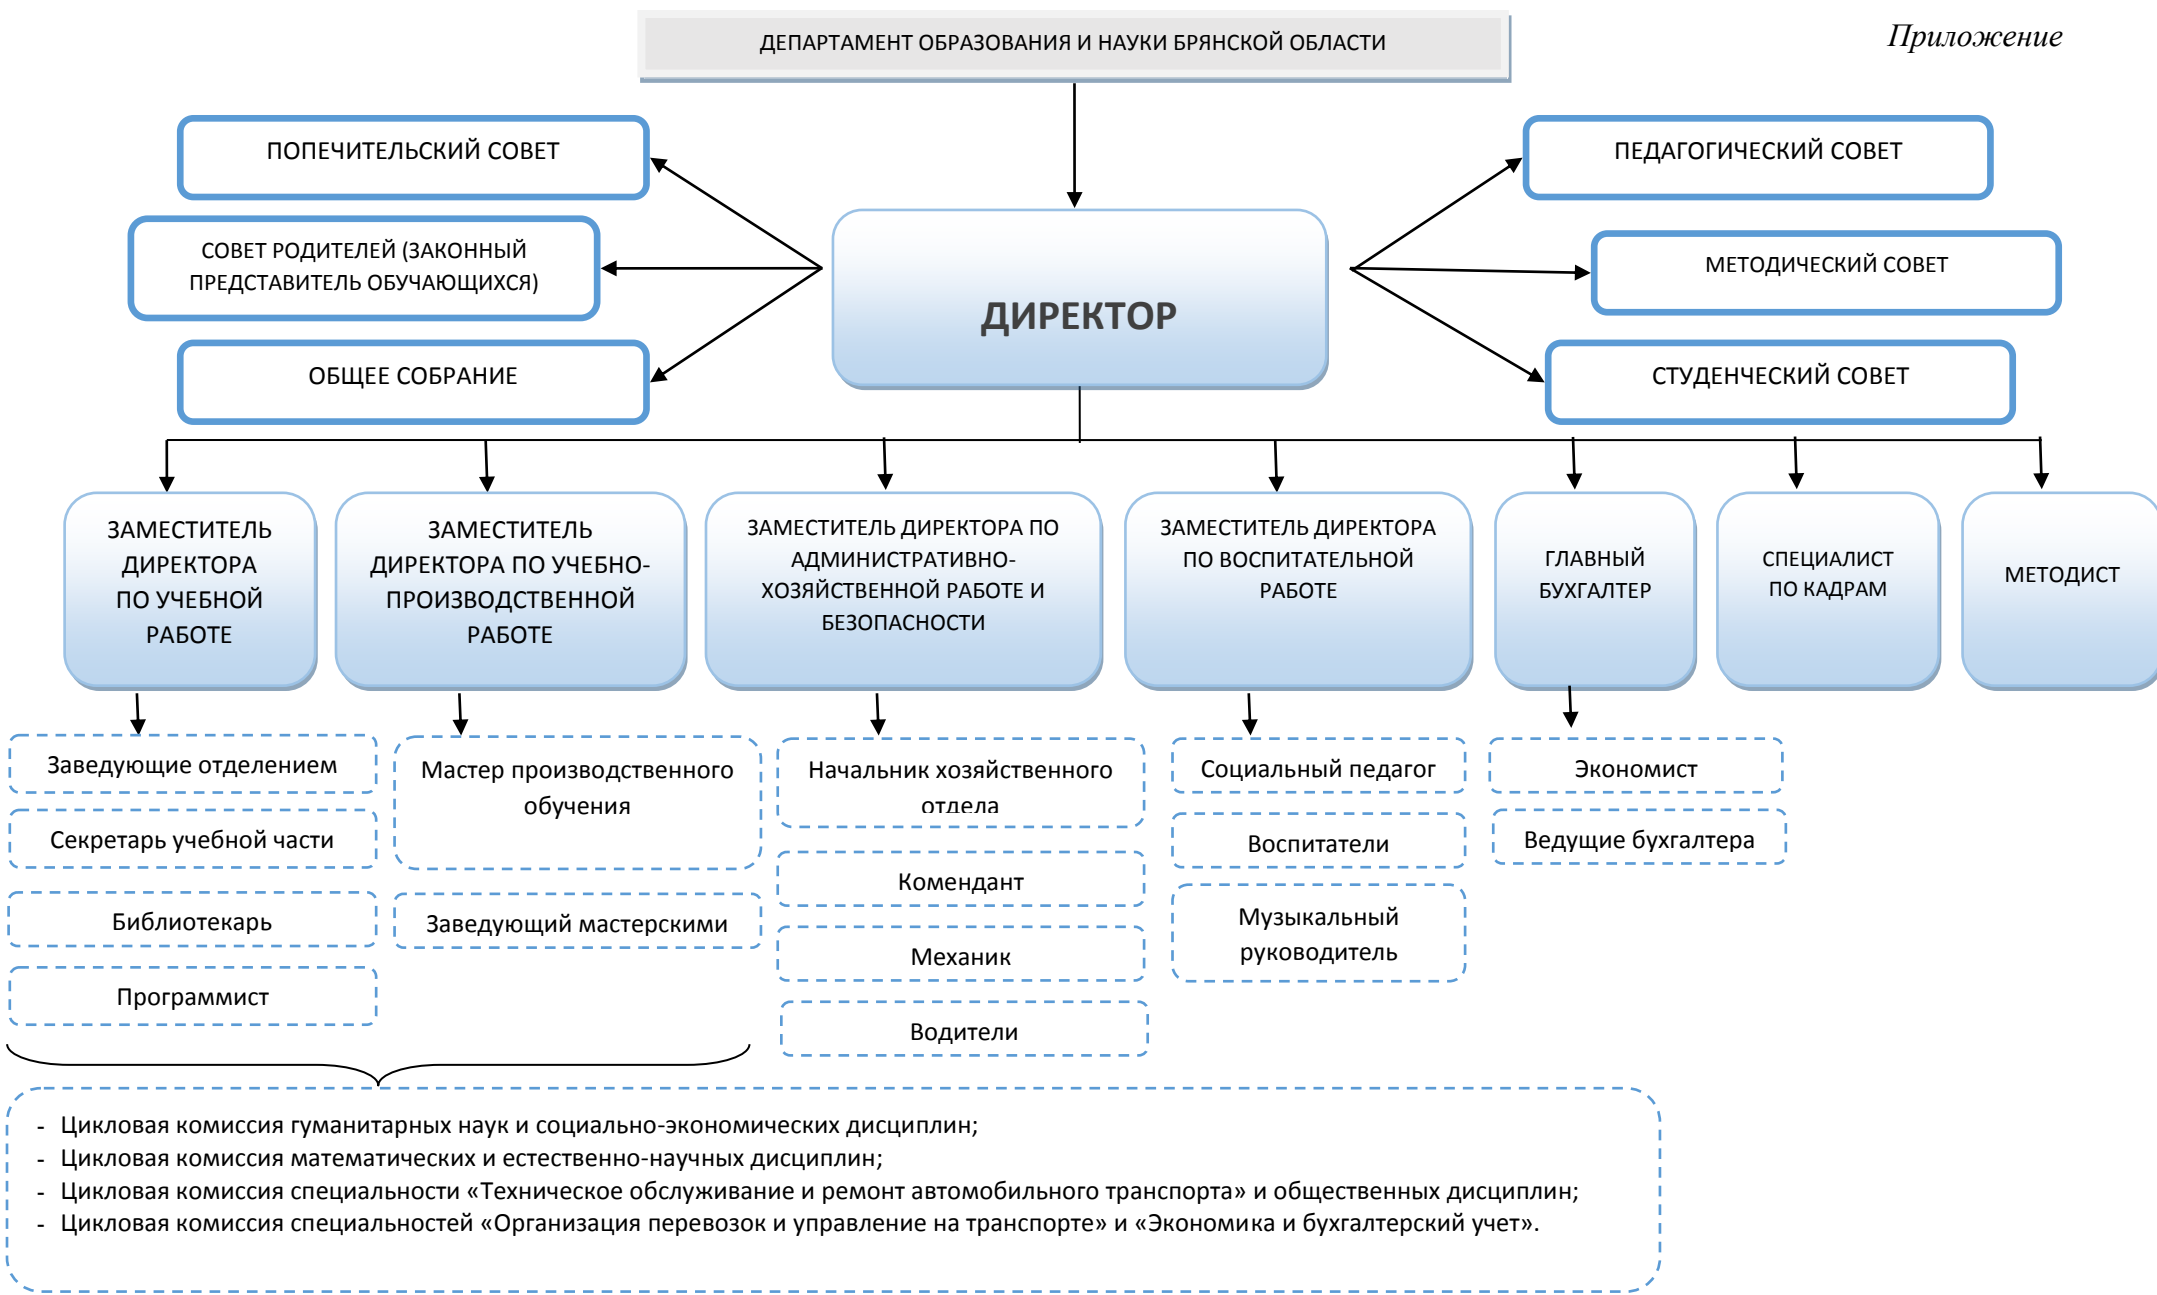 ДЕПАРТАМЕНТ ОБРАЗОВАНИЯ И НАУКИ БРЯНСКОЙ ОБЛАСТИ
Приложение
ПОПЕЧИТЕЛЬСКИЙ СОВЕТ
ПЕДАГОГИЧЕСКИЙ СОВЕТ
СОВЕТ РОДИТЕЛЕЙ (ЗАКОННЫЙ
ПРЕДСТАВИТЕЛЬ ОБУЧАЮЩИХСЯ)
МЕТОДИЧЕСКИЙ СОВЕТ
ДИРЕКТОР
ОБЩЕЕ СОБРАНИЕ
СТУДЕНЧЕСКИЙ СОВЕТ
ЗАМЕСТИТЕЛЬ
ДИРЕКТОРА
ПО УЧЕБНОЙ
РАБОТЕ
ЗАМЕСТИТЕЛЬ
ДИРЕКТОРА ПО УЧЕБНО-
ПРОИЗВОДСТВЕННОЙ
РАБОТЕ
ЗАМЕСТИТЕЛЬ ДИРЕКТОРА ПО
АДМИНИСТРАТИВНО-
ХОЗЯЙСТВЕННОЙ РАБОТЕ И
БЕЗОПАСНОСТИ
ЗАМЕСТИТЕЛЬ ДИРЕКТОРА
ПО ВОСПИТАТЕЛЬНОЙ
РАБОТЕ
ГЛАВНЫЙ
БУХГАЛТЕР
СПЕЦИАЛИСТ
ПО КАДРАМ
МЕТОДИСТ
Заведующие отделением
Секретарь учебной части
Библиотекарь
Программист
Мастер производственного
обучения
Заведующий мастерскими
Начальник хозяйственного
отдела
Комендант
Механик
Водители
Социальный педагог
Воспитатели
Музыкальный
руководитель
Экономист
Ведущие бухгалтера
- Цикловая комиссия гуманитарных наук и социально-экономических дисциплин;
- Цикловая комиссия математических и естественно-научных дисциплин;
- Цикловая комиссия специальности «Техническое обслуживание и ремонт автомобильного транспорта» и общественных дисциплин;
- Цикловая комиссия специальностей «Организация перевозок и управление на транспорте» и «Экономика и бухгалтерский учет».